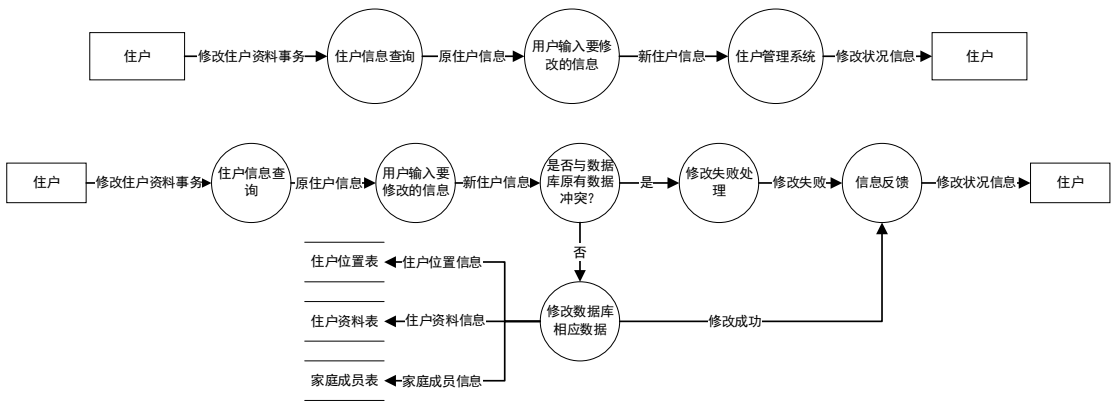 住户
修改住户资料事务
住户信息查询
原住户信息
用户输入要修
改的信息
新住户信息
住户管理系统
修改状况信息
住户
住户
修改住户资料事务
住户信息查
询
原住户信息
用户输入要
修改的信息
新住户信息
是否与数据
库原有数据
冲突?
是
修改失败处
理
修改失败
信息反馈
修改状况信息
住户
否
住户位置表
住户位置信息
住户资料表
住户资料信息
修改数据库
相应数据
修改成功
家庭成员表
家庭成员信息